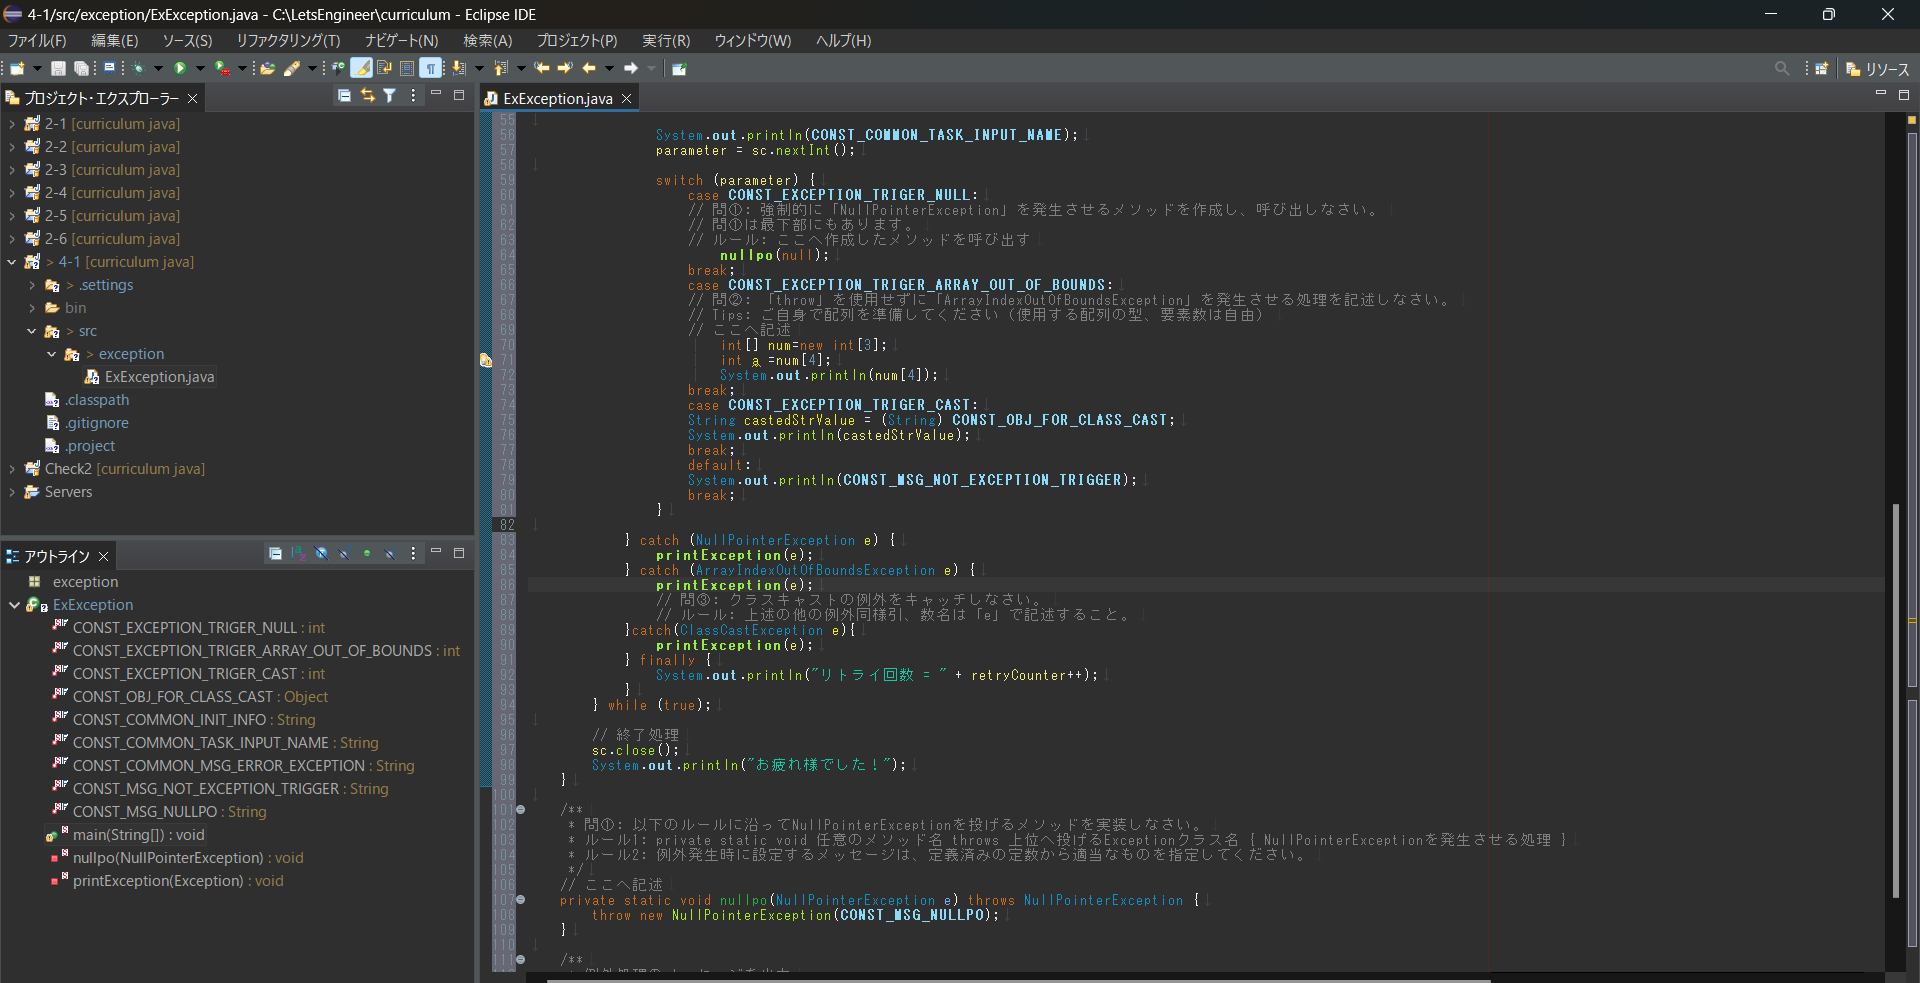 4-1/src/exception/ExException.java - C:\LetsEngineer\curriculum - Eclipse IDE
ファイル(F) 編集(E) ソース(S) リファクタリング(T) ナビゲート(N) 検索(A) プロジェクト(P) 実行(R) ウィンドウ(W) ヘルプ(H)
リソース
プロジェクト・エクスプローラー
2-1 [curriculum java]
2-2 [curriculum java]
2-3 [curriculum java]
2-4 [curriculum java]
2-5 [curriculum java]
2-6 [curriculum java]
> 4-1 [curriculum java]
> .settings
bin
> src
> exception
ExException.java
.classpath
.gitignore
.project
Check2 [curriculum java]
Servers
アウトライン
exception
ExException
CONST_EXCEPTION_TRIGER_NULL : int
CONST_EXCEPTION_TRIGER_ARRAY_OUT_OF_BOUNDS : int
CONST_EXCEPTION_TRIGER_CAST : int
CONST_OBJ_FOR_CLASS_CAST : Object
CONST_COMMON_INIT_INFO : String
CONST_COMMON_TASK_INPUT_NAME : String
CONST_COMMON_MSG_ERROR_EXCEPTION : String
CONST_MSG_NOT_EXCEPTION_TRIGGER : String
CONST_MSG_NULLPO : String
main(String[]) : void
nullpo(NullPointerException) : void
printException(Exception) : void
ExException.java
55
56 System.out.println(CONST_COMMON_TASK_INPUT_NAME);
57 parameter = sc.nextInt();
58
59 switch (parameter) {
60 case CONST_EXCEPTION_TRIGER_NULL:
61 // 問①: 強制的に「NullPointerException」を発生させるメソッドを作成し、呼び出しなさい。
62 // 問①は最下部にもあります。
63 // ルール: ここへ作成したメソッドを呼び出す
64 nullpo(null);
65 break;
66 case CONST_EXCEPTION_TRIGER_ARRAY_OUT_OF_BOUNDS:
67 // 問②: 「throw」を使用せずに「ArrayIndexOutOfBoundsException」を発生させる処理を記述しなさい。
68 // Tips: ご自身で配列を準備してください（使用する配列の型、要素数は自由）
69 // ここへ記述
70 int[] num=new int[3];
71 int a =num[4];
72 System.out.println(num[4]);
73 break;
74 case CONST_EXCEPTION_TRIGER_CAST:
75 String castedStrValue = (String) CONST_OBJ_FOR_CLASS_CAST;
76 System.out.println(castedStrValue);
77 break;
78 default:
79 System.out.println(CONST_MSG_NOT_EXCEPTION_TRIGGER);
80 break;
81 }
82
83 } catch (NullPointerException e) {
84 printException(e);
85 } catch (ArrayIndexOutOfBoundsException e) {
86 printException(e);
87 // 問③: クラスキャストの例外をキャッチしなさい。
88 // ルール: 上述の他の例外同様引、数名は「e」で記述すること。
89 }catch(ClassCastException e){
90 printException(e);
91 } finally {
92 System.out.println("リトライ回数 = " + retryCounter++);
93 }
94 } while (true);
95
96 // 終了処理
97 sc.close();
98 System.out.println("お疲れ様でした！");
99 }
100
101 /**
102 * 問①: 以下のルールに沿ってNullPointerExceptionを投げるメソッドを実装しなさい。
103 * ルール1: private static void 任意のメソッド名 throws 上位へ投げるExceptionクラス名 { NullPointerExceptionを発生させる処理 }
104 * ルール2: 例外発生時に設定するメッセージは、定義済みの定数から適当なものを指定してください。
105 */
106 // ここへ記述
107 private static void nullpo(NullPointerException e) throws NullPointerException {
108 throw new NullPointerException(CONST_MSG_NULLPO);
109 }
110
111 /**